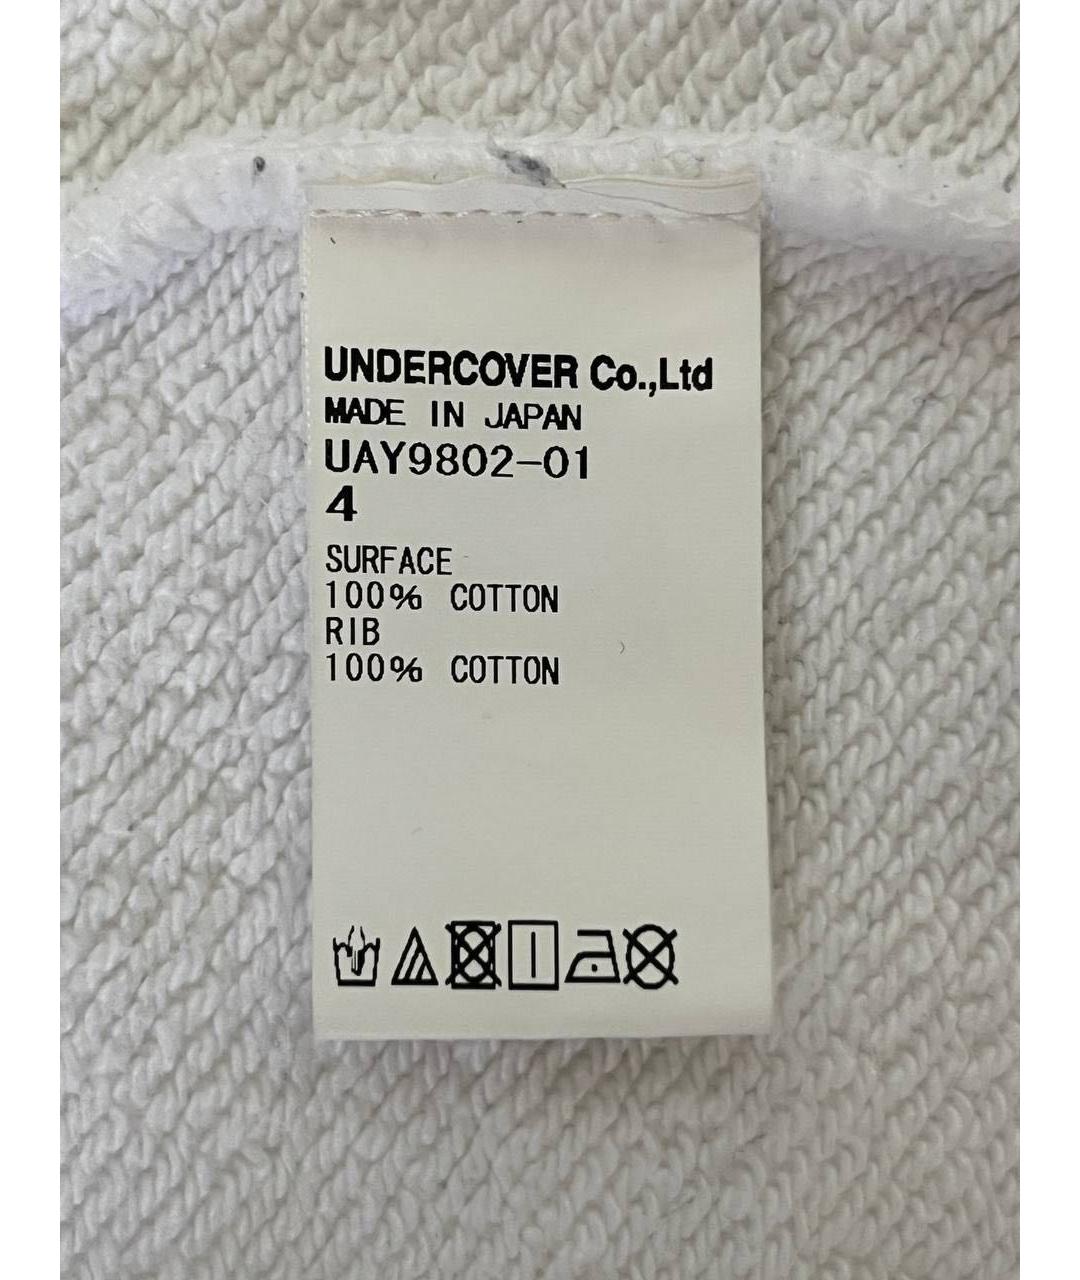 UNDERCOVER Co.,Ltd
MADE IN JAPAN
UAY9802-01
4
SURFACE
100% COTTON
RIB
100% COTTON